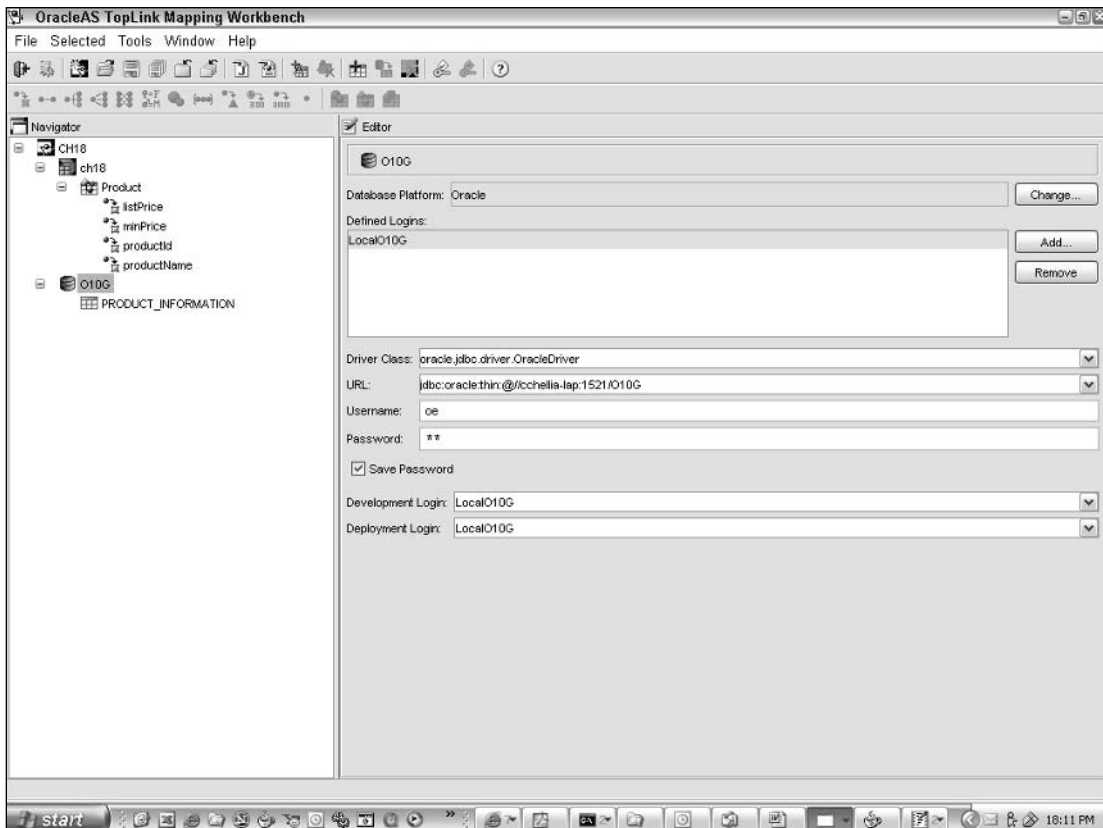 OracleAS TopLink Mapping Workbench
File Selected Tools Window Help
Navigator
CH18
ch18
Product
listPrice
minPrice
productId
productName
O10G
PRODUCT_INFORMATION
Editor
O10G
Database Platform: Oracle
Change...
Defined Logins:
LocalO10G
Add...
Remove
Driver Class: oracle.jdbc.driver.OracleDriver
URL: jdbc:oracle:thin:@//cchellia-lap:1521/O10G
Username: oe
Password: **
Save Password
Development Login: LocalO10G
Deployment Login: LocalO10G
start
18:11 PM